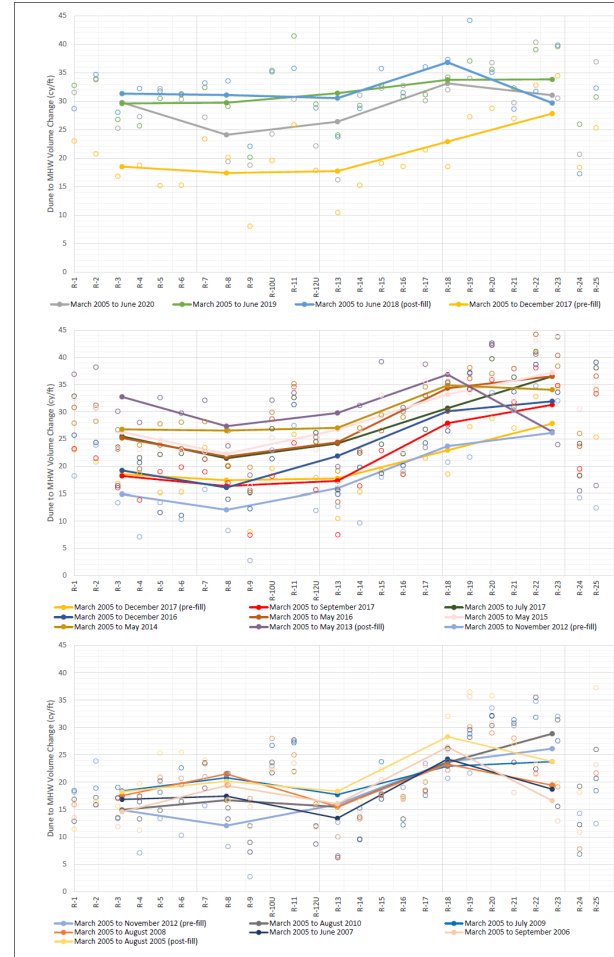 Dune to MHW Volume Change (cy/ft)
45
40
35
30
25
20
15
10
5
0
R-1 R-2 R-3 R-4 R-5 R-6 R-7 R-8 R-9 R-10U R-11 R-12U R-13 R-14 R-15 R-16 R-17 R-18 R-19 R-20 R-21 R-22 R-23 R-24 R-25
March 2005 to June 2020 March 2005 to June 2019 March 2005 to June 2018 (post-fill) March 2005 to December 2017 (pre-fill)
Dune to MHW Volume Change (cy/ft)
45
40
35
30
25
20
15
10
5
0
R-1 R-2 R-3 R-4 R-5 R-6 R-7 R-8 R-9 R-10U R-11 R-12U R-13 R-14 R-15 R-16 R-17 R-18 R-19 R-20 R-21 R-22 R-23 R-24 R-25
March 2005 to December 2017 (pre-fill) March 2005 to September 2017 March 2005 to July 2017
March 2005 to December 2016 March 2005 to May 2016 March 2005 to May 2015
March 2005 to May 2014 March 2005 to May 2013 (post-fill) March 2005 to November 2012 (pre-fill)
Dune to MHW Volume Change (cy/ft)
45
40
35
30
25
20
15
10
5
0
R-1 R-2 R-3 R-4 R-5 R-6 R-7 R-8 R-9 R-10U R-11 R-12U R-13 R-14 R-15 R-16 R-17 R-18 R-19 R-20 R-21 R-22 R-23 R-24 R-25
March 2005 to November 2012 (pre-fill) March 2005 to August 2010 March 2005 to July 2009
March 2005 to August 2008 March 2005 to June 2007 March 2005 to September 2006
March 2005 to August 2005 (post-fill)